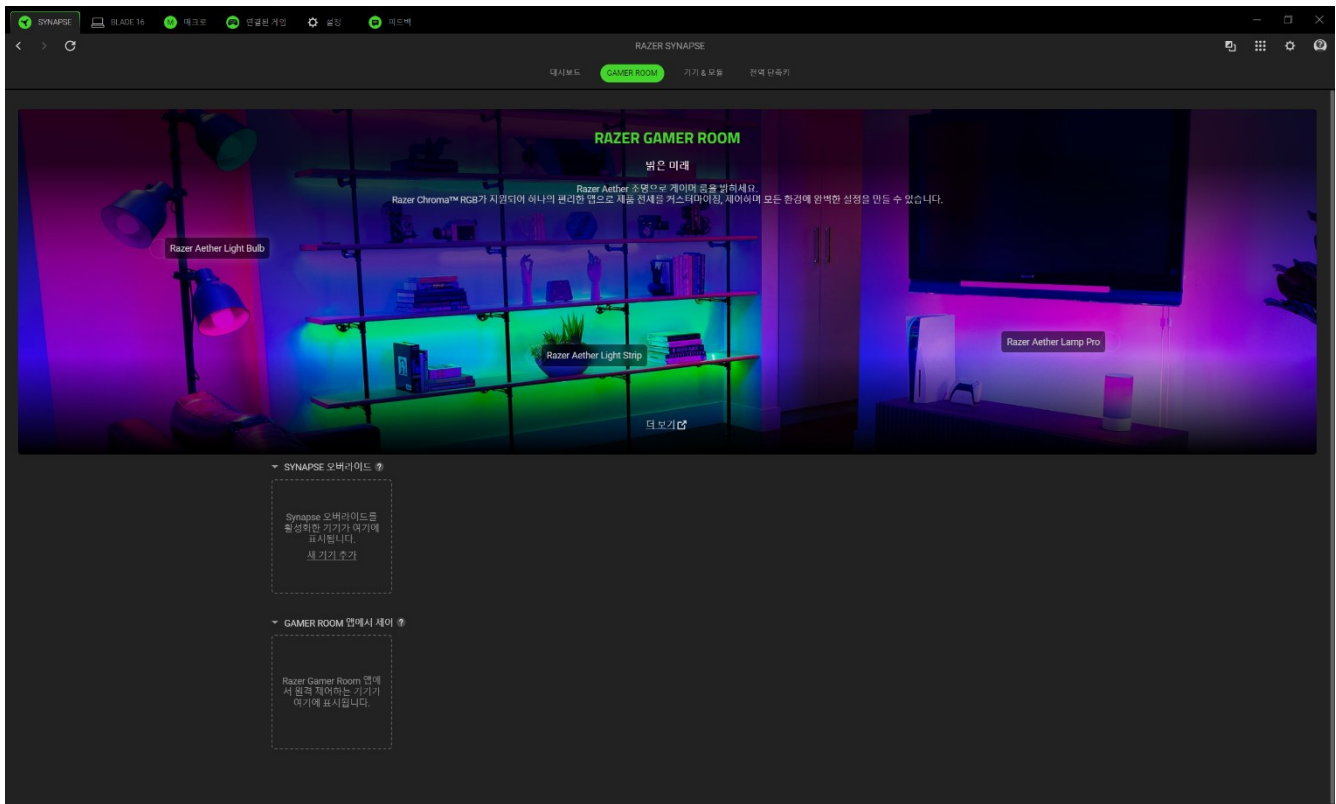 SYNAPSE
BLADE 16
매크로
연결된 게임
설정
피드백
RAZER SYNAPSE
대시보드
GAMER ROOM
기기 & 모듈
전역 단축키
RAZER GAMER ROOM
밝은 미래
Razer Aether 조명으로 게이머 룸을 밝히세요.
Razer Chroma™ RGB가 지원되어 하나의 편리한 앱으로 제품 전체를 커스터마이징, 제어하며 모든 환경에 완벽한 설정을 만들 수 있습니다.
Razer Aether Light Bulb
Razer Aether Lamp Pro
Razer Aether Light Strip
더 보기
SYNAPSE 오버라이드 ?
Synapse 오버라이드를
활성화한 기기가 여기에
표시됩니다.
새 기기 추가
GAMER ROOM 앱에서 제어 ?
Razer Gamer Room 앱에
서 원격 제어하는 기기가
여기에 표시됩니다.